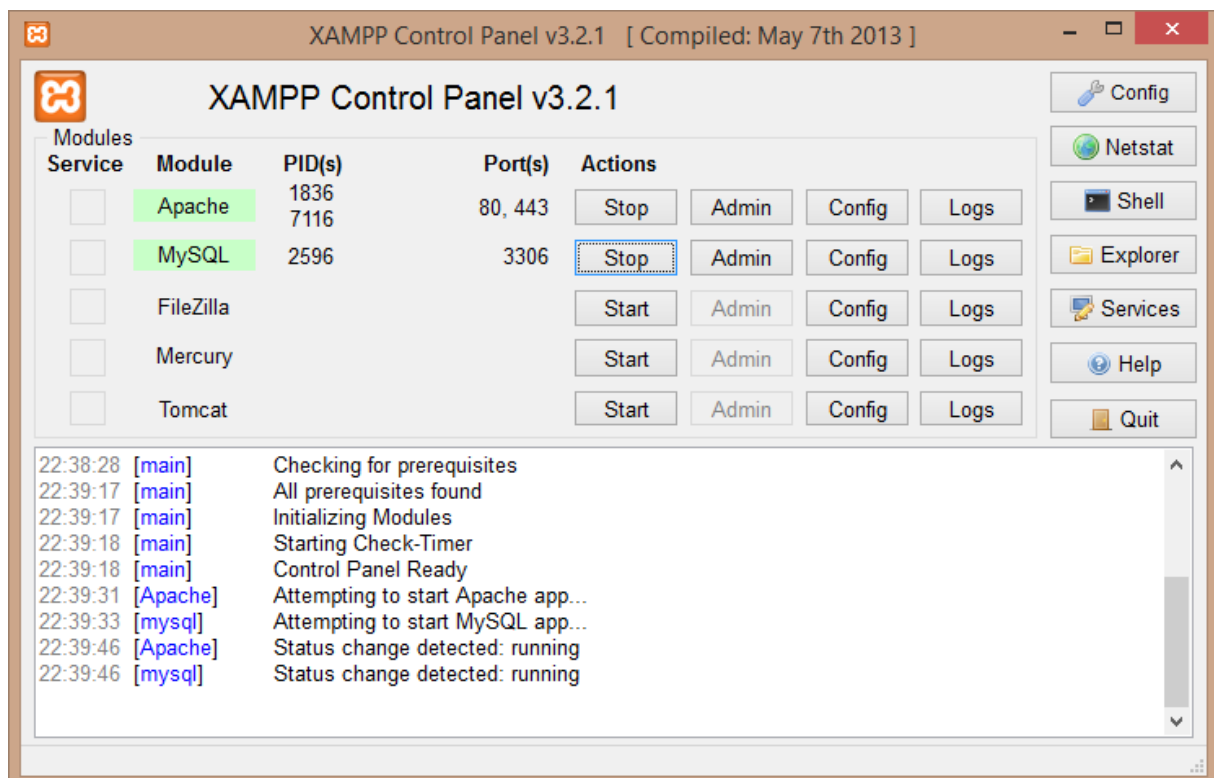 XAMPP Control Panel v3.2.1 [ Compiled: May 7th 2013 ]
XAMPP Control Panel v3.2.1
Config
Modules
Netstat
Service Module PID(s) Port(s) Actions
Apache 1836 7116 80, 443 Stop Admin Config Logs
Shell
MySQL 2596 3306 Stop Admin Config Logs
Explorer
FileZilla Start Admin Config Logs
Services
Mercury Start Admin Config Logs
Help
Tomcat Start Admin Config Logs
Quit
22:38:28 [main] Checking for prerequisites
22:39:17 [main] All prerequisites found
22:39:17 [main] Initializing Modules
22:39:18 [main] Starting Check-Timer
22:39:18 [main] Control Panel Ready
22:39:31 [Apache] Attempting to start Apache app...
22:39:33 [mysql] Attempting to start MySQL app...
22:39:46 [Apache] Status change detected: running
22:39:46 [mysql] Status change detected: running